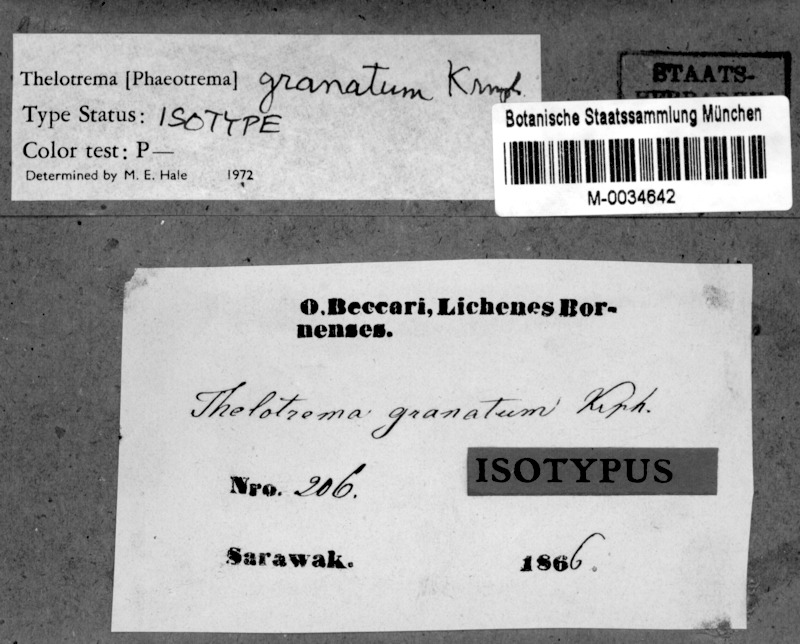 Thelotrema [Phaeotrema] granatum Krmph.
Type Status: ISOTYPE
Color test: P—
Determined by M. E. Hale 1972
STAATS-
Botanische Staatssammlung München
M-0034642
O. Beccari, Lichenes Bor-
nenses.
Thelotrema granatum Krph.
Nro. 206.
ISOTYPUS
Sarawak. 1866.